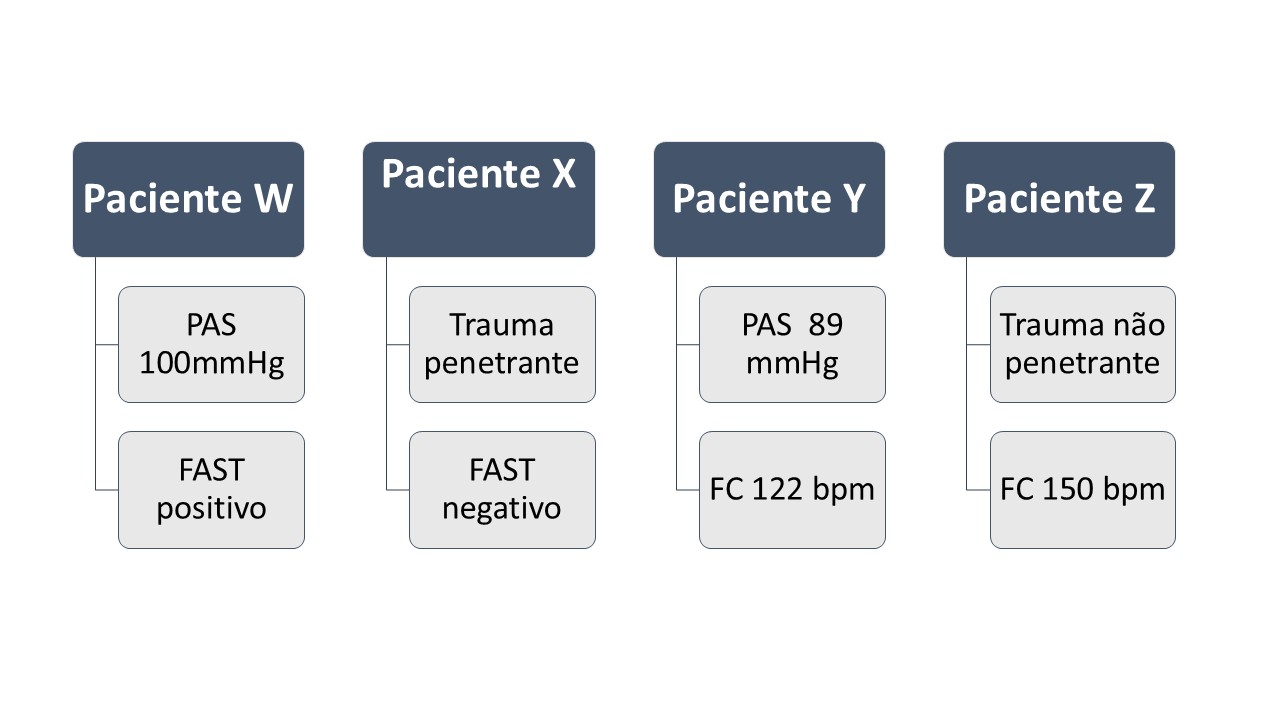 Paciente W
PAS
100mmHg
FAST
positivo
Paciente X
Trauma
penetrante
FAST
negativo
Paciente Y
PAS  89
mmHg
FC 122 bpm
Paciente Z
Trauma não
penetrante
FC 150 bpm